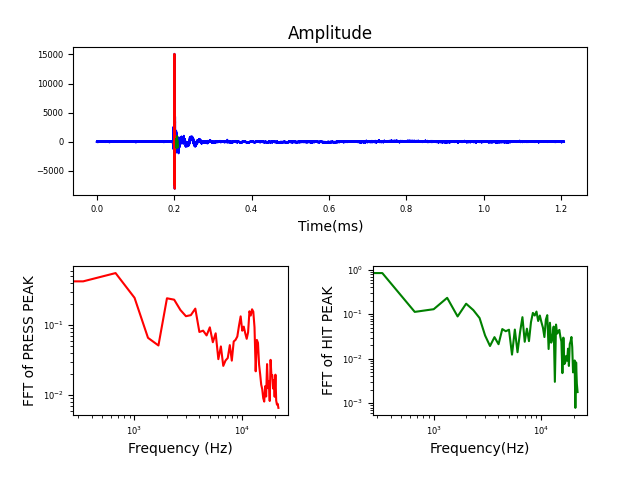 Amplitude
15000
10000
5000
0
−5000
0.0 0.2 0.4 0.6 0.8 1.0 1.2
Time(ms)
FFT of PRESS PEAK
10⁻¹
10⁻²
10³ 10⁴
Frequency (Hz)
FFT of HIT PEAK
10⁰
10⁻¹
10⁻²
10⁻³
10³ 10⁴
Frequency(Hz)